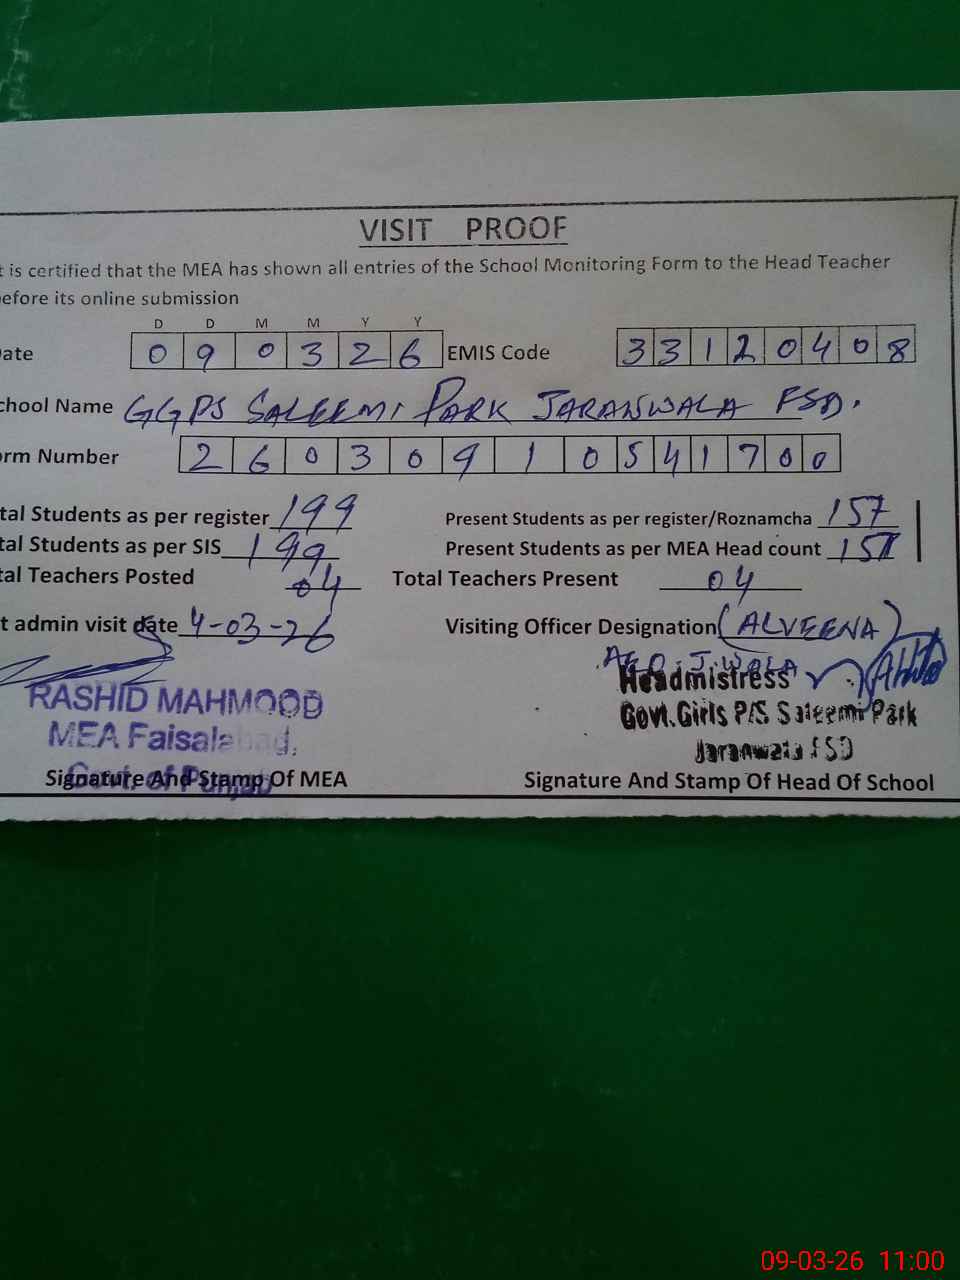 VISIT PROOF
t is certified that the MEA has shown all entries of the School Monitoring Form to the Head Teacher
efore its online submission
D D M M Y Y
ate 0 9 0 3 2 6 EMIS Code 3 3 1 2 0 4 0 8
chool Name GGPS SALEEMI PARK JARANWALA FSD.
orm Number 2 6 0 3 0 9 1 0 5 4 1 7 0 0
tal Students as per register 199 Present Students as per register/Roznamcha 157
tal Students as per SIS 199 Present Students as per MEA Head count 157
tal Teachers Posted 04 Total Teachers Present 04
t admin visit date 4-03-26 Visiting Officer Designation (ALVEENA)
AEO J.WALA
RASHID MAHMOOD Headmistress
MEA Faisalabad. Govt. Girls P/S Saleemi Park
Govt. of Punjab Jaranwala FSD
Signature And Stamp Of MEA Signature And Stamp Of Head Of School
09-03-26 11:00